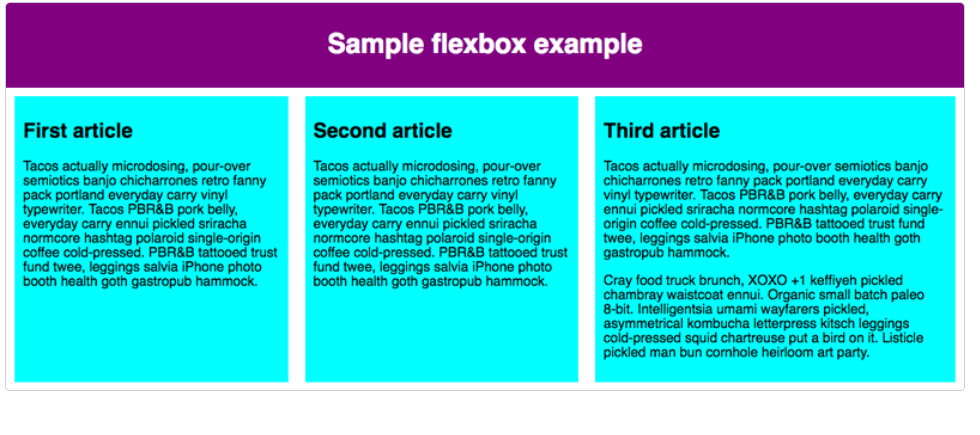 Sample flexbox example
First article
Tacos actually microdosing, pour-over
semiotics banjo chicharrones retro fanny
pack portland everyday carry vinyl
typewriter. Tacos PBR&B pork belly,
everyday carry ennui pickled sriracha
normcore hashtag polaroid single-origin
coffee cold-pressed. PBR&B tattooed trust
fund twee, leggings salvia iPhone photo
booth health goth gastropub hammock.
Second article
Tacos actually microdosing, pour-over
semiotics banjo chicharrones retro fanny
pack portland everyday carry vinyl
typewriter. Tacos PBR&B pork belly,
everyday carry ennui pickled sriracha
normcore hashtag polaroid single-origin
coffee cold-pressed. PBR&B tattooed trust
fund twee, leggings salvia iPhone photo
booth health goth gastropub hammock.
Third article
Tacos actually microdosing, pour-over semiotics banjo
chicharrones retro fanny pack portland everyday carry
vinyl typewriter. Tacos PBR&B pork belly, everyday carry
ennui pickled sriracha normcore hashtag polaroid single-
origin coffee cold-pressed. PBR&B tattooed trust fund
twee, leggings salvia iPhone photo booth health goth
gastropub hammock.
Cray food truck brunch, XOXO +1 keffiyeh pickled
chambray waistcoat ennui. Organic small batch paleo
8-bit. Intelligentsia umami wayfarers pickled,
asymmetrical kombucha letterpress kitsch leggings
cold-pressed squid chartreuse put a bird on it. Listicle
pickled man bun cornhole heirloom art party.